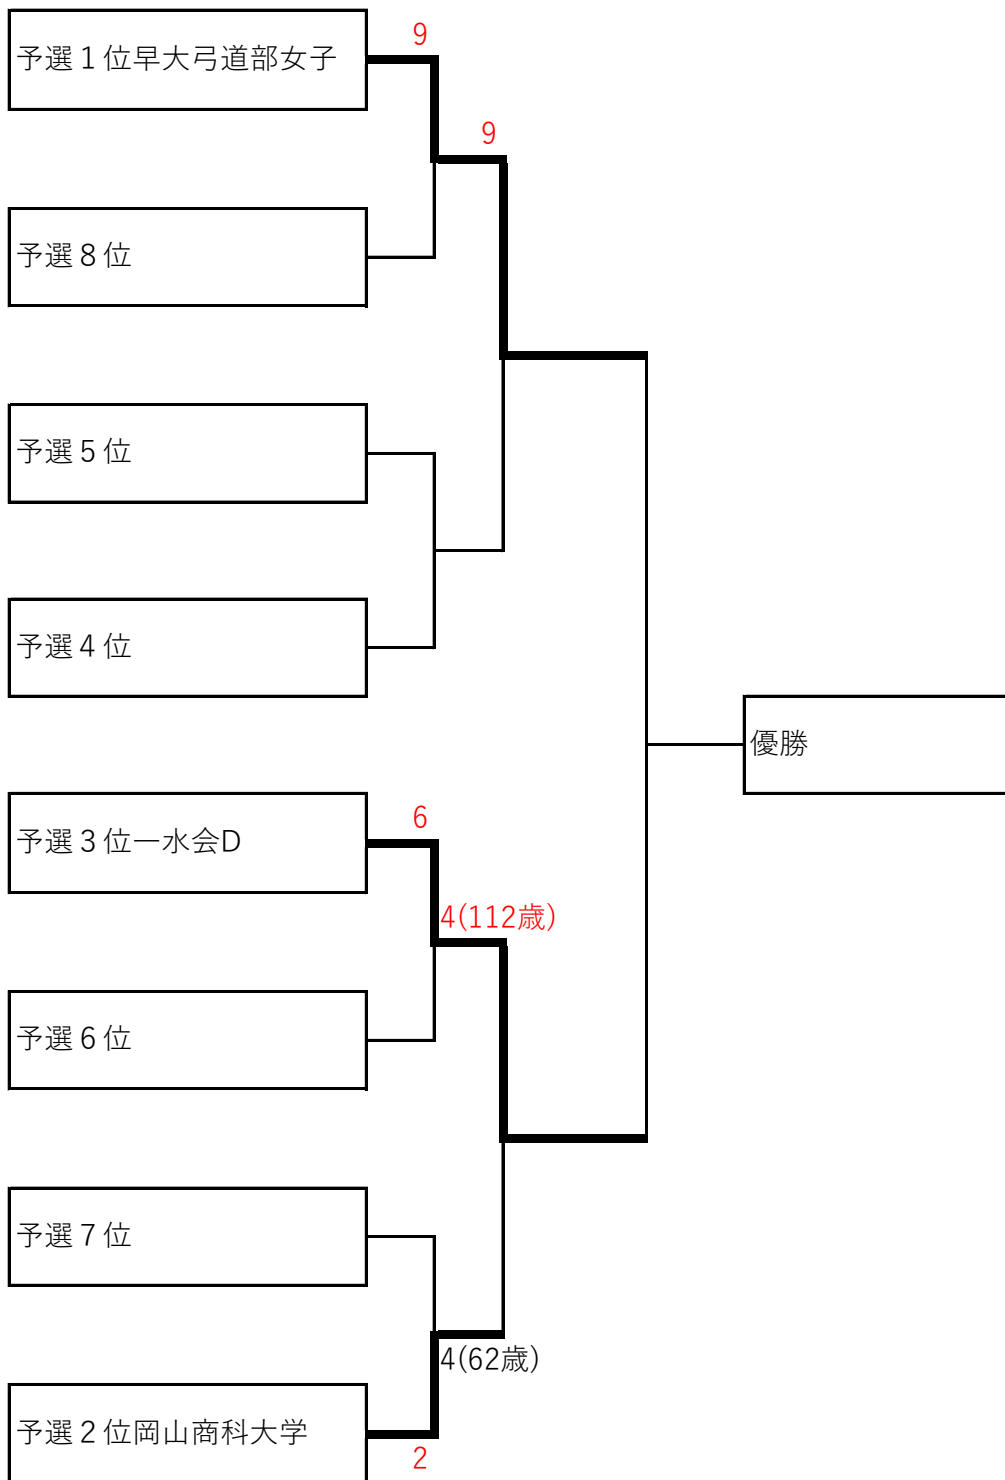 9
予選１位早大弓道部女子
9
予選８位
予選５位
予選４位
優勝
6
予選３位一水会D
4(112歳)
予選６位
予選７位
4(62歳)
予選２位岡山商科大学
2